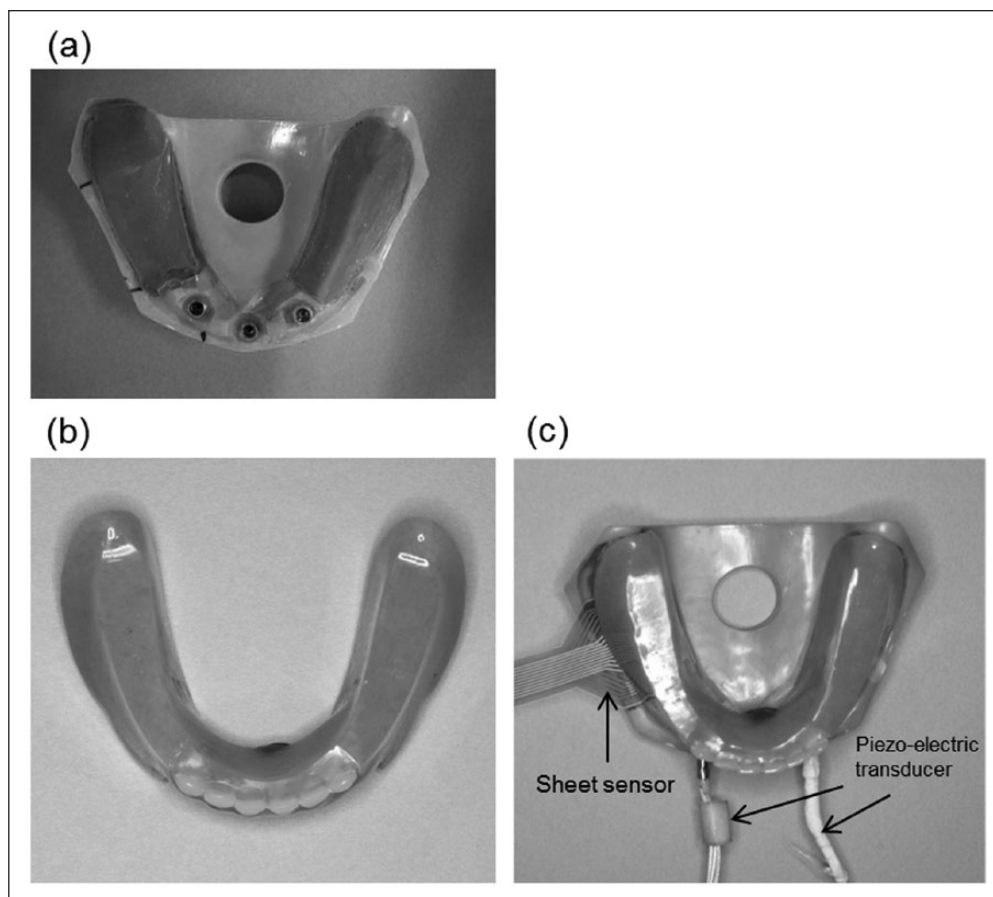 (a)
(b)
(c)
Sheet sensor
Piezo-electric
transducer